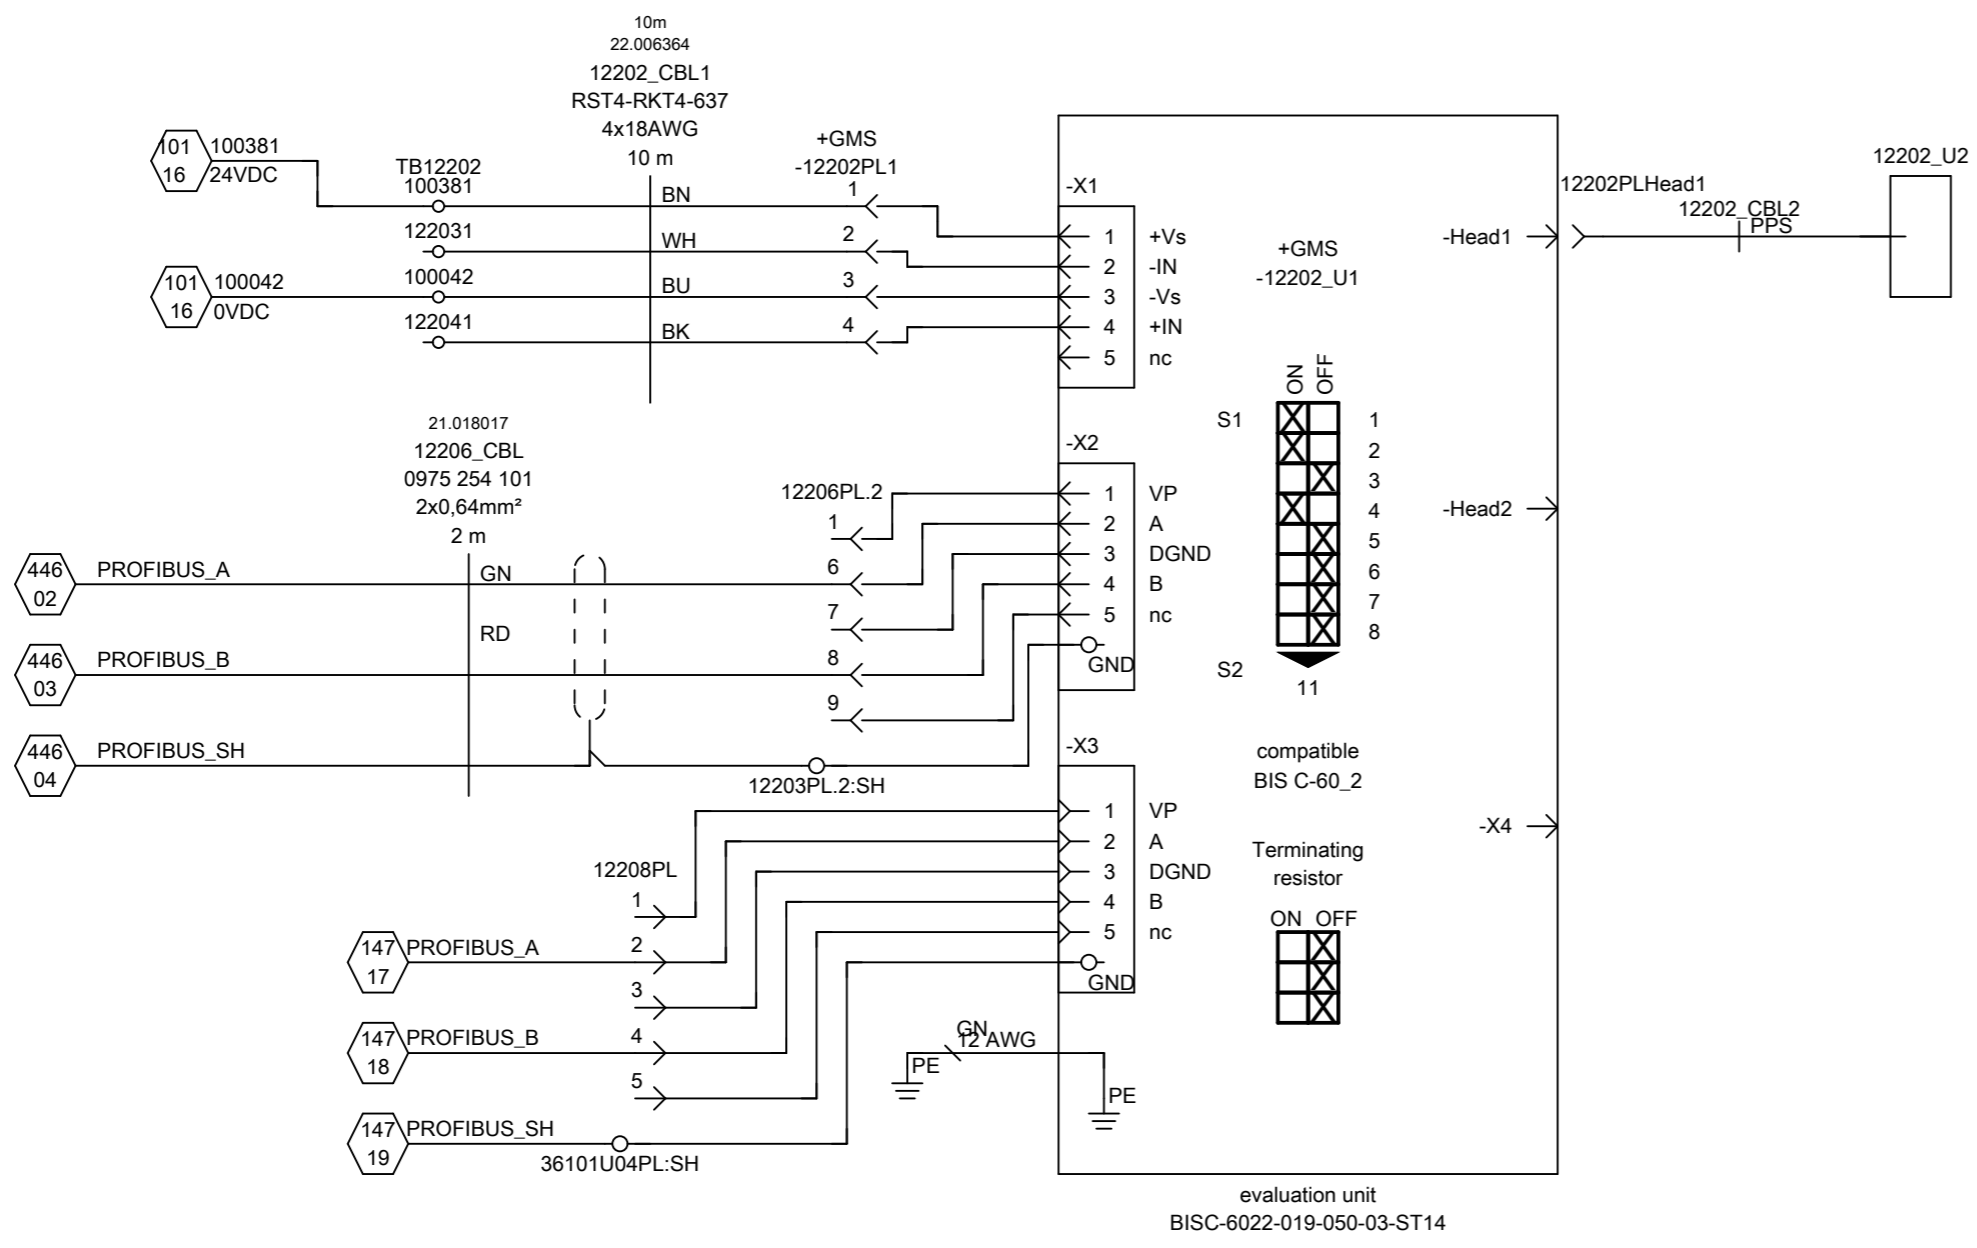 10m
22.006364
12202_CBL1
RST4-RKT4-637
4x18AWG
10 m
+GMS
-12202PL1
101
16
100381
24VDC
TB12202
100381
BN
1
122031
WH
2
101
16
100042
0VDC
100042
BU
3
122041
BK
4
-X1
1 +Vs
2 -IN
3 -Vs
4 +IN
5 nc
+GMS
-12202_U1
-Head1
12202PLHead1
12202_CBL2
PPS
12202_U2
21.018017
12206_CBL
0975 254 101
2x0,64mm²
2 m
446
02
PROFIBUS_A
GN
RD
446
03
PROFIBUS_B
446
04
PROFIBUS_SH
12203PL.2:SH
12206PL.2
1
6
7
8
9
-X2
1 VP
2 A
3 DGND
4 B
5 nc
GND
ON OFF
S1
1
2
3
4
5
6
7
8
S2
11
-Head2
compatible
BIS C-60_2
-X4
Terminating
resistor
ON OFF
-X3
1 VP
2 A
3 DGND
4 B
5 nc
GND
12208PL
1
147
17
PROFIBUS_A
2
3
147
18
PROFIBUS_B
4
5
147
19
PROFIBUS_SH
36101U04PL:SH
GN
12 AWG
PE
PE
evaluation unit
BISC-6022-019-050-03-ST14